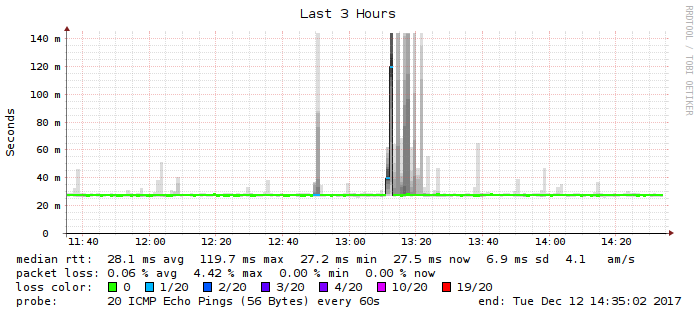 Last 3 Hours
RRDTOOL / TOBI OETIKER
Seconds
140 m
120 m
100 m
80 m
60 m
40 m
20 m
0
11:40 12:00 12:20 12:40 13:00 13:20 13:40 14:00 14:20
median rtt: 28.1 ms avg 119.7 ms max 27.2 ms min 27.5 ms now 6.9 ms sd 4.1 am/s
packet loss: 0.06 % avg 4.42 % max 0.00 % min 0.00 % now
loss color: 0 1/20 2/20 3/20 4/20 10/20 19/20
probe: 20 ICMP Echo Pings (56 Bytes) every 60s end: Tue Dec 12 14:35:02 2017